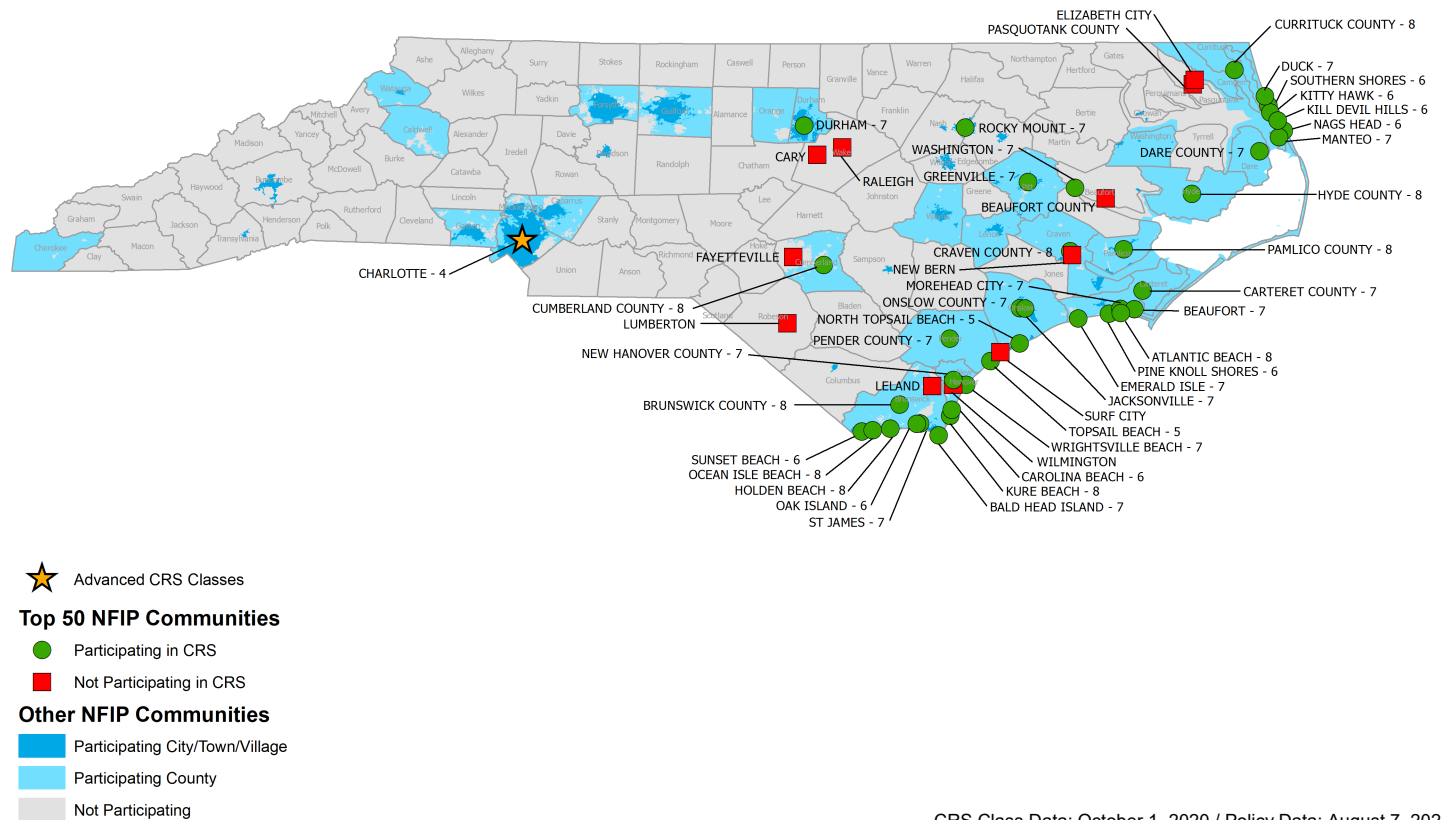 ELIZABETH CITY
PASQUOTANK COUNTY
CURRITUCK COUNTY - 8
DUCK - 7
SOUTHERN SHORES - 6
KITTY HAWK - 6
KILL DEVIL HILLS - 6
NAGS HEAD - 6
MANTEO - 7
DARE COUNTY - 7
DURHAM - 7
ROCKY MOUNT - 7
CARY
RALEIGH
WASHINGTON - 7
GREENVILLE - 7
BEAUFORT COUNTY
HYDE COUNTY - 8
CRAVEN COUNTY - 8
PAMLICO COUNTY - 8
FAYETTEVILLE
NEW BERN
CHARLOTTE - 4
MOREHEAD CITY - 7
CARTERET COUNTY - 7
ONSLOW COUNTY - 7
CUMBERLAND COUNTY - 8
BEAUFORT - 7
LUMBERTON
NORTH TOPSAIL BEACH - 5
PENDER COUNTY - 7
NEW HANOVER COUNTY - 7
ATLANTIC BEACH - 8
PINE KNOLL SHORES - 6
EMERALD ISLE - 7
LELAND
JACKSONVILLE - 7
BRUNSWICK COUNTY - 8
SURF CITY
TOPSAIL BEACH - 5
WRIGHTSVILLE BEACH - 7
SUNSET BEACH - 6
WILMINGTON
OCEAN ISLE BEACH - 8
CAROLINA BEACH - 6
HOLDEN BEACH - 8
KURE BEACH - 8
OAK ISLAND - 6
BALD HEAD ISLAND - 7
ST JAMES - 7
Alleghany
Ashe
Surry
Stokes
Rockingham
Caswell
Person
Granville
Vance
Warren
Halifax
Northampton
Hertford
Gates
Currituck
Watauga
Wilkes
Yadkin
Forsyth
Guilford
Alamance
Orange
Durham
Franklin
Nash
Bertie
Chowan
Perquimans
Pasquotank
Avery
Mitchell
Yancey
Caldwell
Alexander
Davie
Iredell
Davidson
Randolph
Chatham
Wake
Edgecombe
Martin
Washington
Tyrrell
Dare
Madison
Burke
McDowell
Catawba
Rowan
Buncombe
Haywood
Swain
Graham
Cherokee
Clay
Macon
Jackson
Transylvania
Henderson
Polk
Rutherford
Cleveland
Lincoln
Gaston
Cabarrus
Stanly
Montgomery
Moore
Lee
Harnett
Johnston
Greene
Beaufort
Hyde
Union
Anson
Richmond
Hoke
Cumberland
Sampson
Lenoir
Craven
Jones
Carteret
Scotland
Robeson
Bladen
Pender
Columbus
Brunswick
Advanced CRS Classes
Top 50 NFIP Communities
Participating in CRS
Not Participating in CRS
Other NFIP Communities
Participating City/Town/Village
Participating County
Not Participating
CRS Class Data: October 1, 2020 / Policy Data: August 7, 202